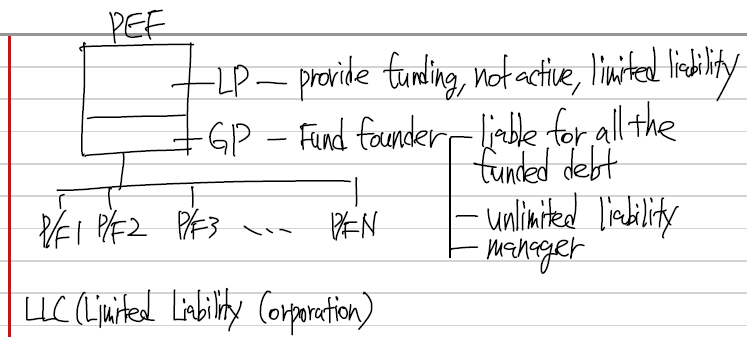 PEF
LP — provide funding, not active, limited liability
GP — Fund founder — liable for all the
funded debt
— unlimited liability
— manager
P/F1 P/F2 P/F3 ... P/FN
LLC (Limited Liability Corporation)